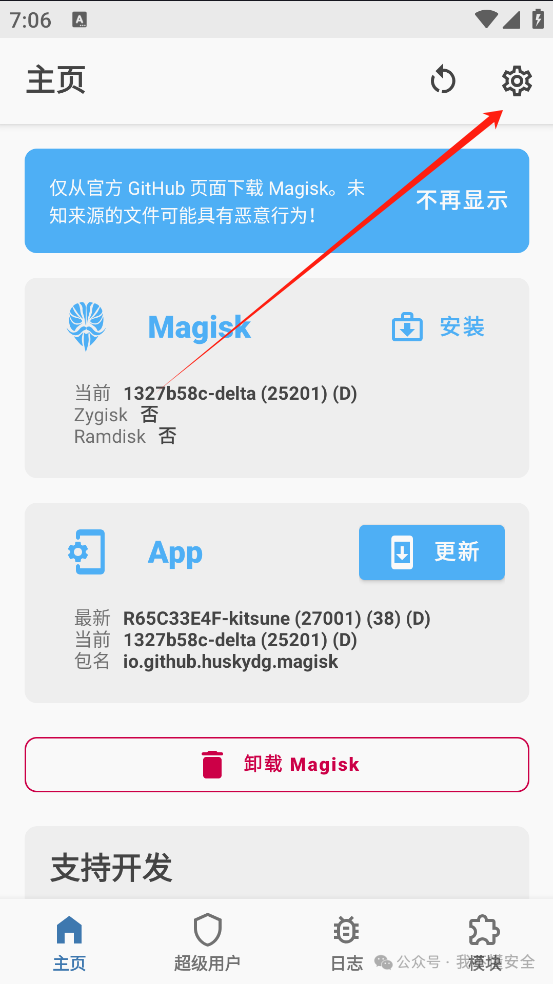 7:06 A
主页
仅从官方 GitHub 页面下载 Magisk。未
知来源的文件可能具有恶意行为!
不再显示
Magisk
安装
当前 1327b58c-delta (25201) (D)
Zygisk 否
Ramdisk 否
App
更新
最新 R65C33E4F-kitsune (27001) (38) (D)
当前 1327b58c-delta (25201) (D)
包名 io.github.huskydg.magisk
卸载 Magisk
支持开发
主页
超级用户
日志
模块
公众号 · 我不懂安全